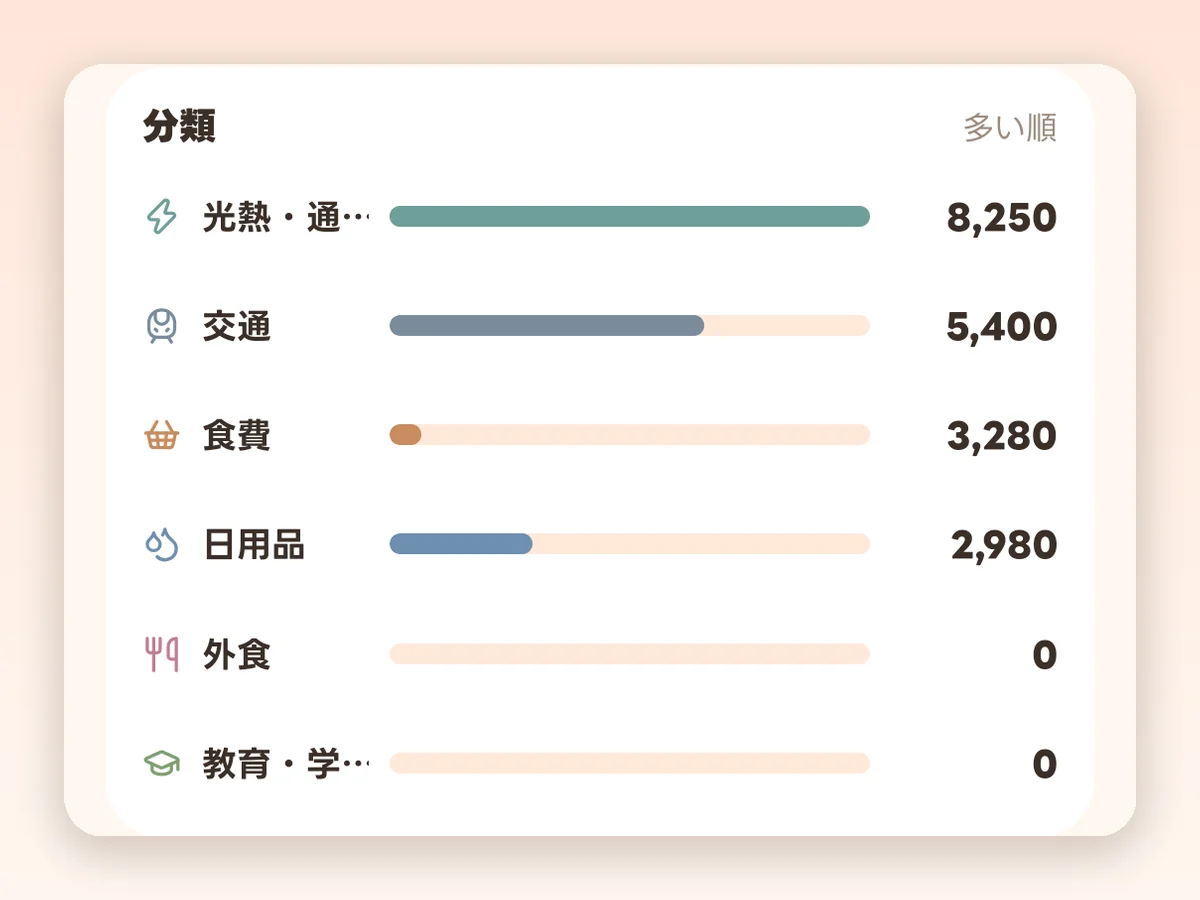 分類 多い順
光熱・通… 8,250
交通 5,400
食費 3,280
日用品 2,980
外食 0
教育・学… 0